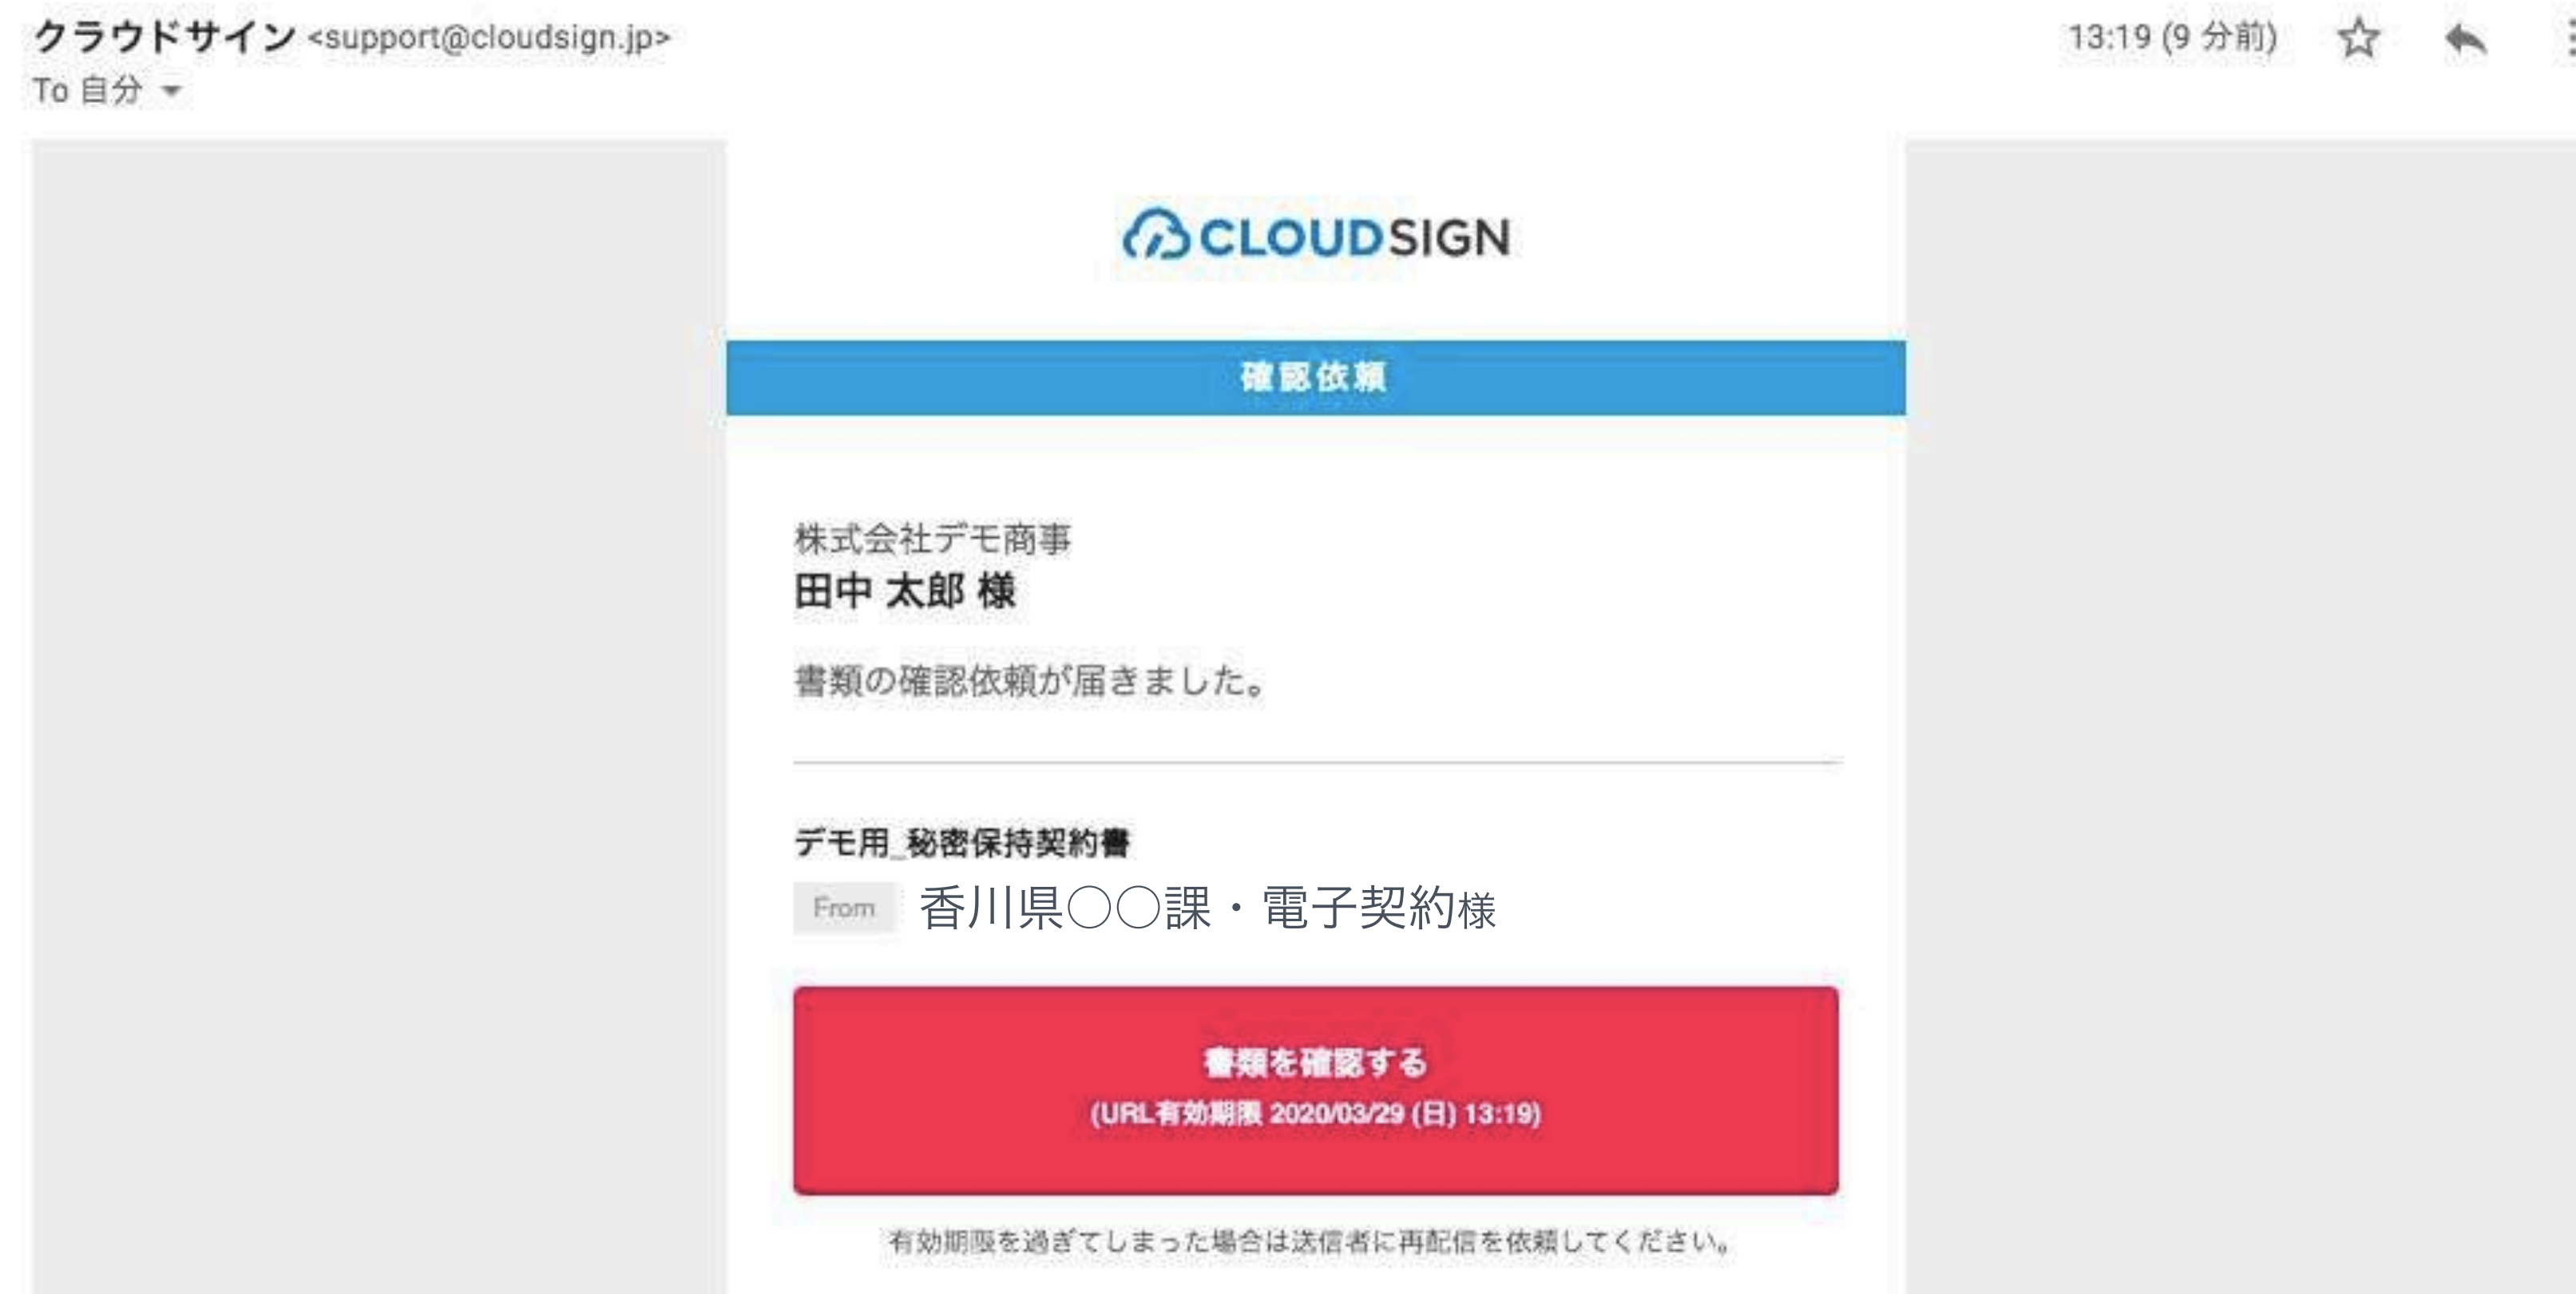 クラウドサイン <support@cloudsign.jp>
13:19 (9 分前)
To 自分
CLOUDSIGN
確認依頼
株式会社デモ商事
田中 太郎 様
書類の確認依頼が届きました。
デモ用_秘密保持契約書
From 香川県○○課・電子契約様
書類を確認する
(URL有効期限 2020/03/29 (日) 13:19)
有効期限を過ぎてしまった場合は送信者に再配信を依頼してください。